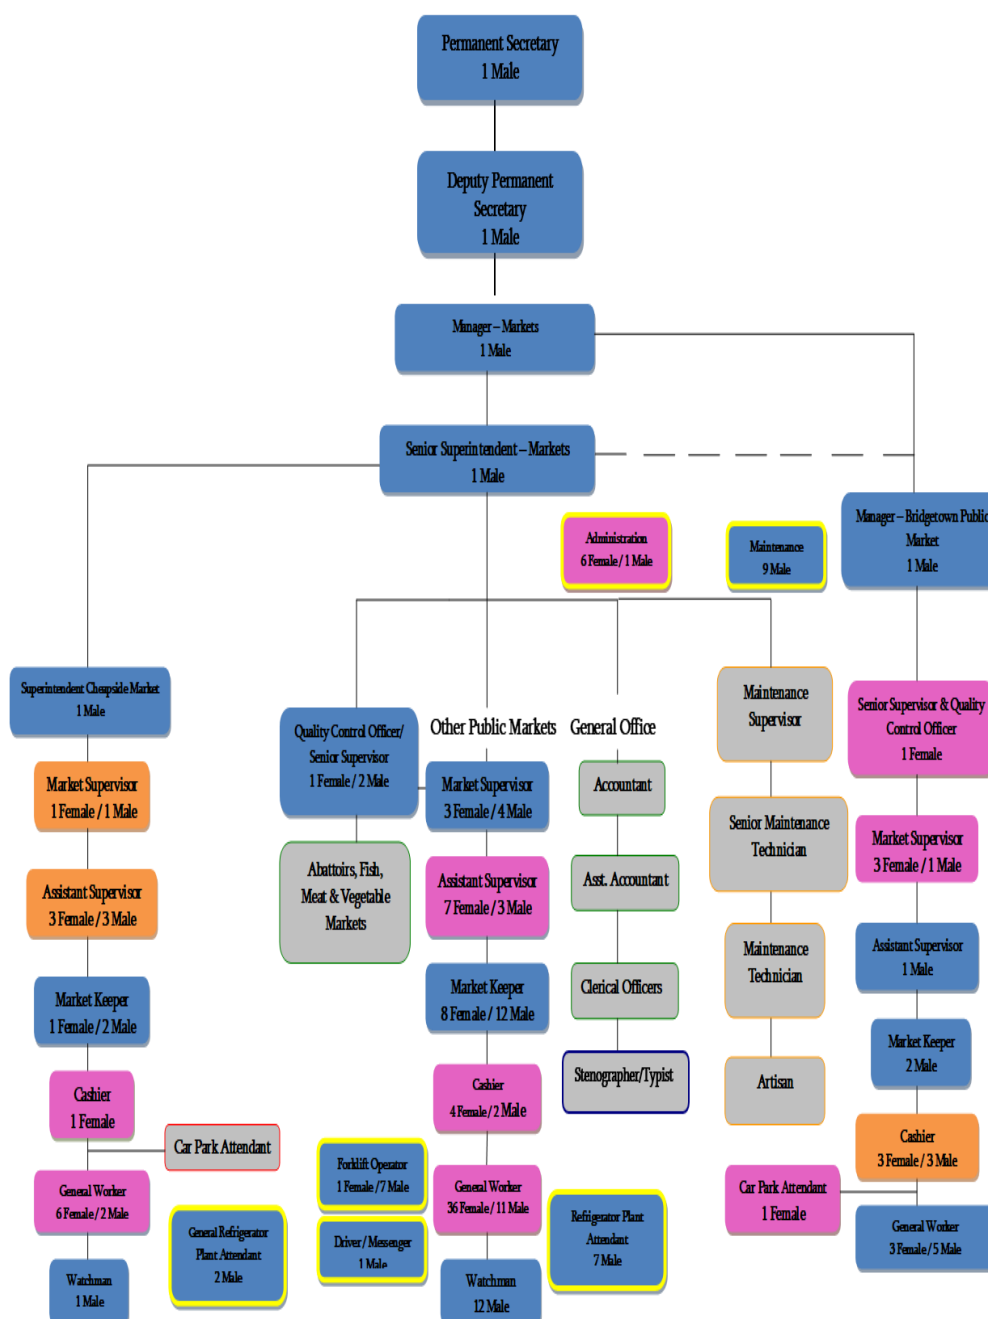 Permanent Secretary
1 Male
Deputy Permanent
Secretary
1 Male
Manager – Markets
1 Male
Senior Superintendent – Markets
1 Male
Manager – Bridgetown Public
Market
1 Male
Administration
6 Female / 1 Male
Maintenance
9 Male
Superintendent Cheapside Market
1 Male
Market Supervisor
1 Female / 1 Male
Assistant Supervisor
3 Female / 3 Male
Market Keeper
1 Female / 2 Male
Cashier
1 Female
Car Park Attendant
General Worker
6 Female / 2 Male
General Refrigerator
Plant Attendant
2 Male
Watchman
1 Male
Quality Control Officer/
Senior Supervisor
1 Female / 2 Male
Abattoirs, Fish,
Meat & Vegetable
Markets
Other Public Markets
Market Supervisor
3 Female / 4 Male
Assistant Supervisor
7 Female / 3 Male
Market Keeper
8 Female / 12 Male
Cashier
4 Female / 2 Male
Forklift Operator
1 Female / 7 Male
Driver / Messenger
1 Male
General Worker
36 Female / 11 Male
Refrigerator Plant
Attendant
7 Male
Watchman
12 Male
General Office
Accountant
Asst. Accountant
Clerical Officers
Stenographer/Typist
Maintenance
Supervisor
Senior Maintenance
Technician
Maintenance
Technician
Artisan
Senior Supervisor & Quality
Control Officer
1 Female
Market Supervisor
3 Female / 1 Male
Assistant Supervisor
1 Male
Market Keeper
2 Male
Cashier
3 Female / 3 Male
Car Park Attendant
1 Female
General Worker
3 Female / 5 Male